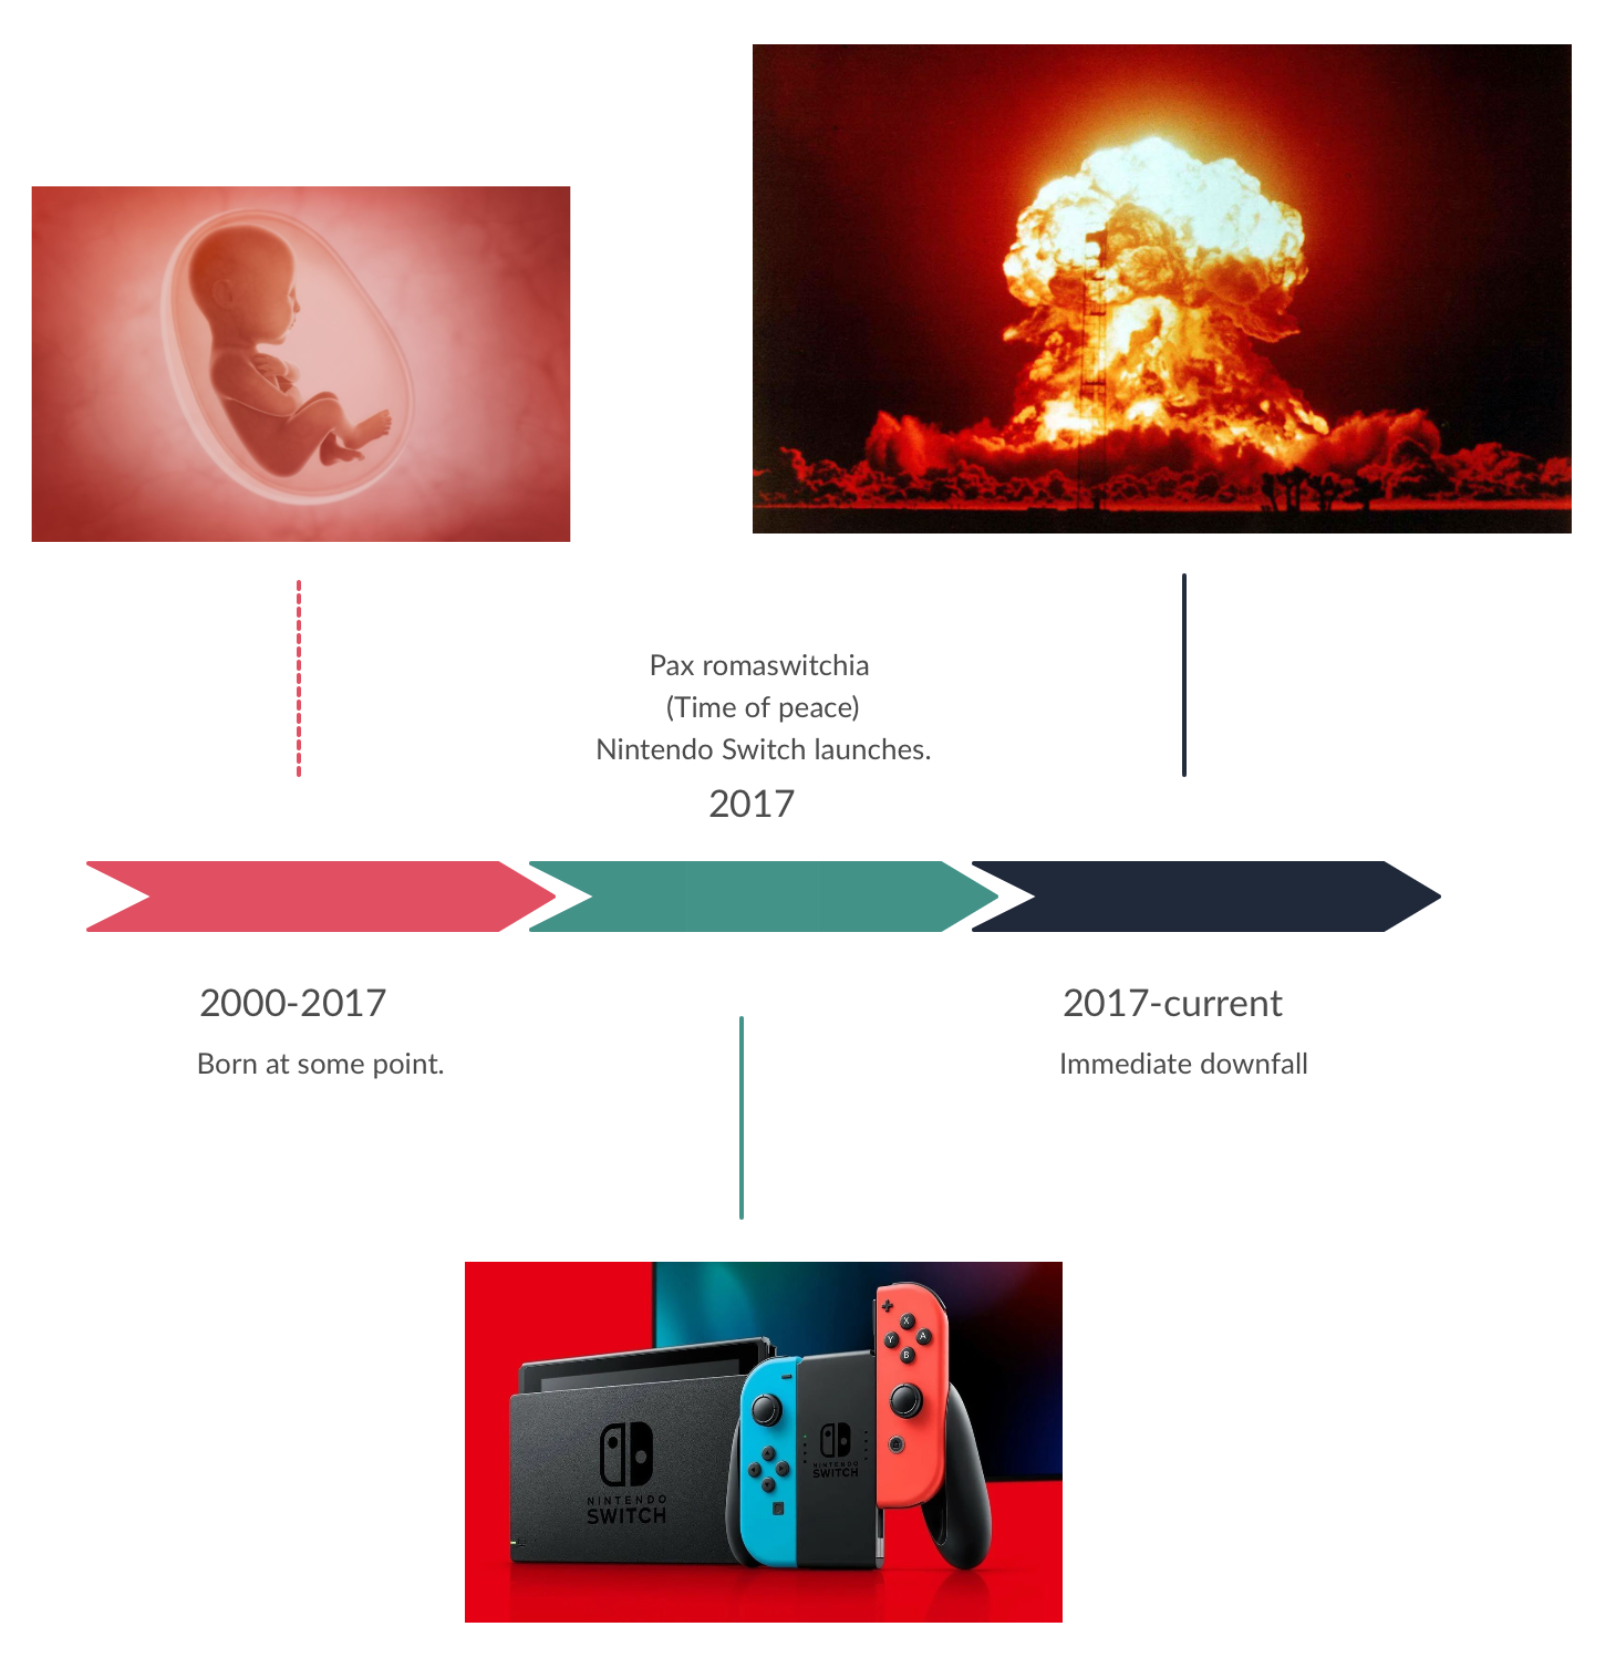 Pax romaswitchia
(Time of peace)
Nintendo Switch launches.
2017
2000-2017
Born at some point.
2017-current
Immediate downfall
X
Y
A
B
NINTENDO
SWITCH
NINTENDO
SWITCH